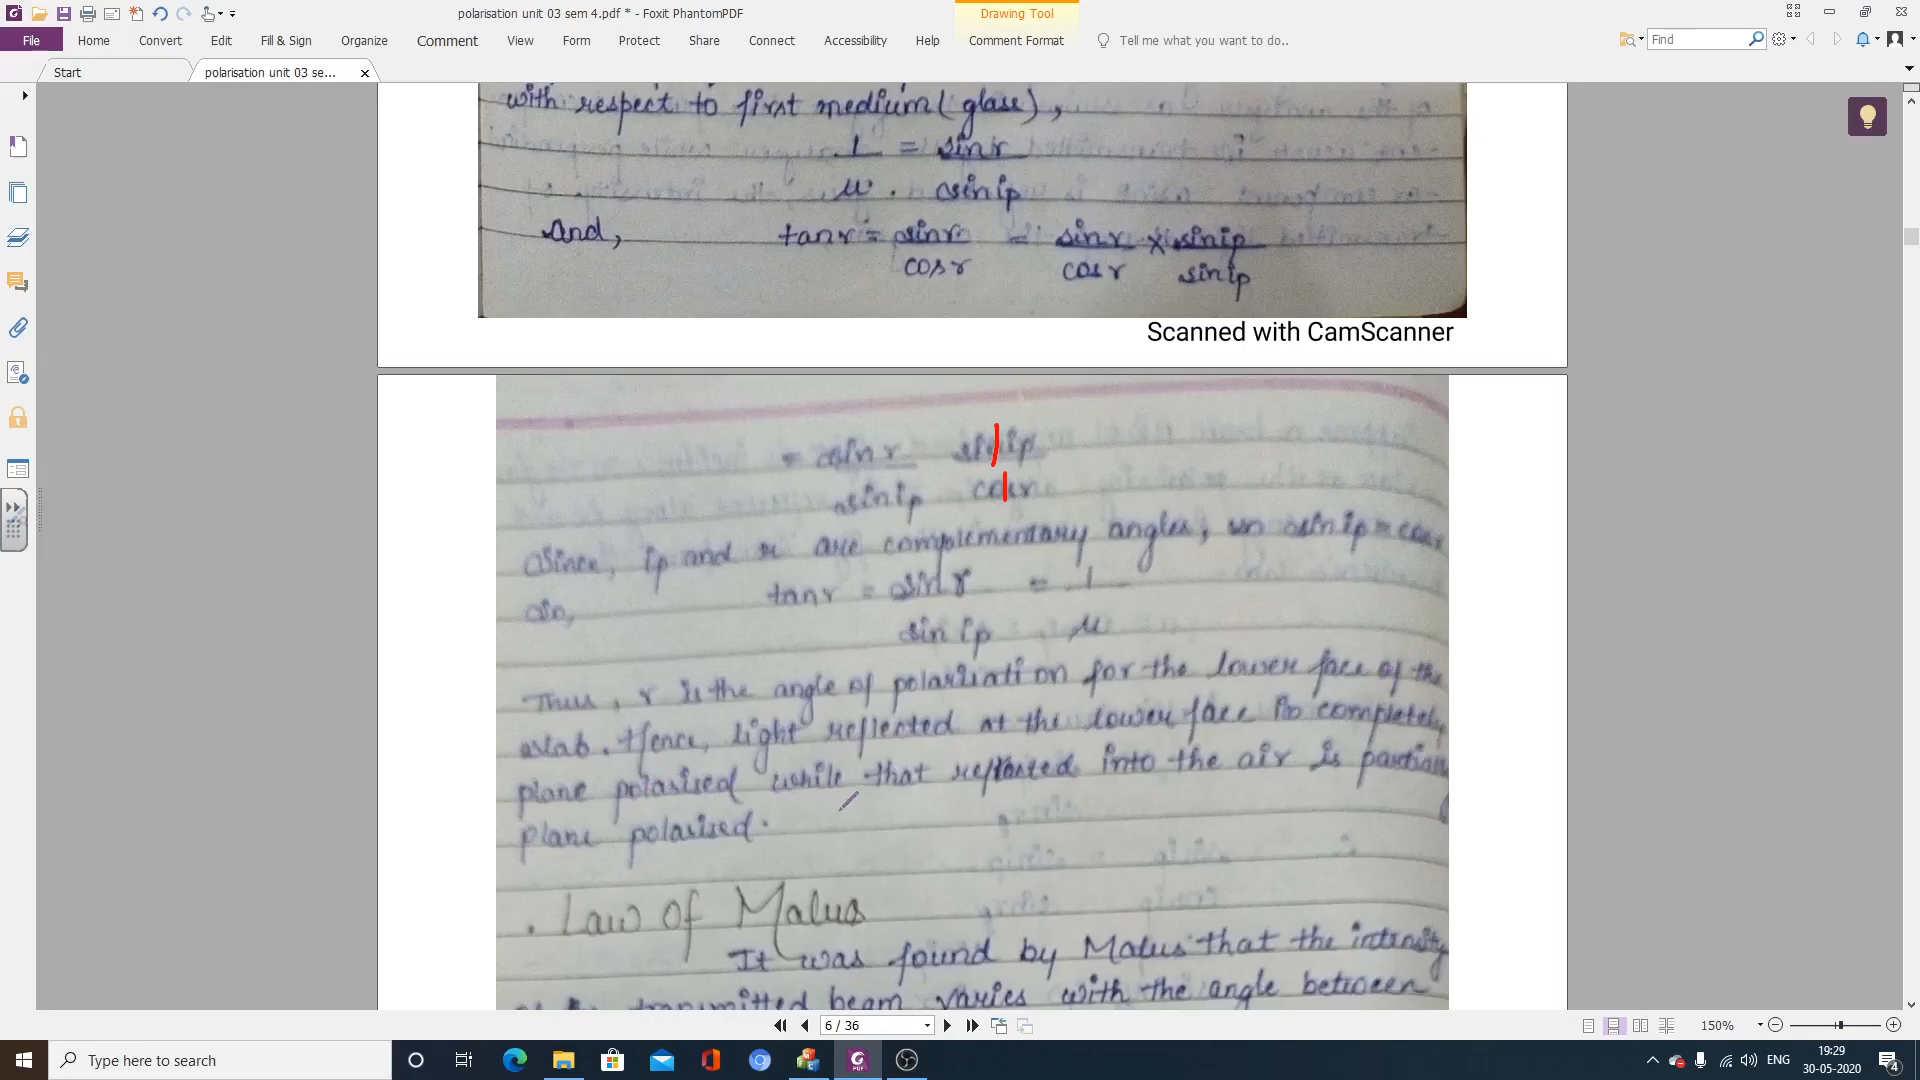 polarisation unit 03 sem 4.pdf * - Foxit PhantomPDF
Drawing Tool
File Home Convert Edit Fill & Sign Organize Comment View Form Protect Share Connect Accessibility Help Comment Format Tell me what you want to do.. Find
Start polarisation unit 03 se...
with respect to first medium (glass),
1 = sin r
μ . sin ip
And, tan r = sin r = sin r × sin ip
cos r cos r sin ip
Scanned with CamScanner
= sin r sin ip
sin ip cos r
Since, ip and r are complementary angles, so sin ip = cos r
So, tan r = sin r = 1
sin ip μ
Thus, r is the angle of polarization for the lower face of the
slab. Hence, light reflected at the lower face is completely
plane polarised while that refracted into the air is partially
plane polarised.
. Law of Malus
It was found by Malus that the intensity
transmitted beam varies with the angle between
6 / 36
150%
Type here to search
ENG
19:29
30-05-2020
4